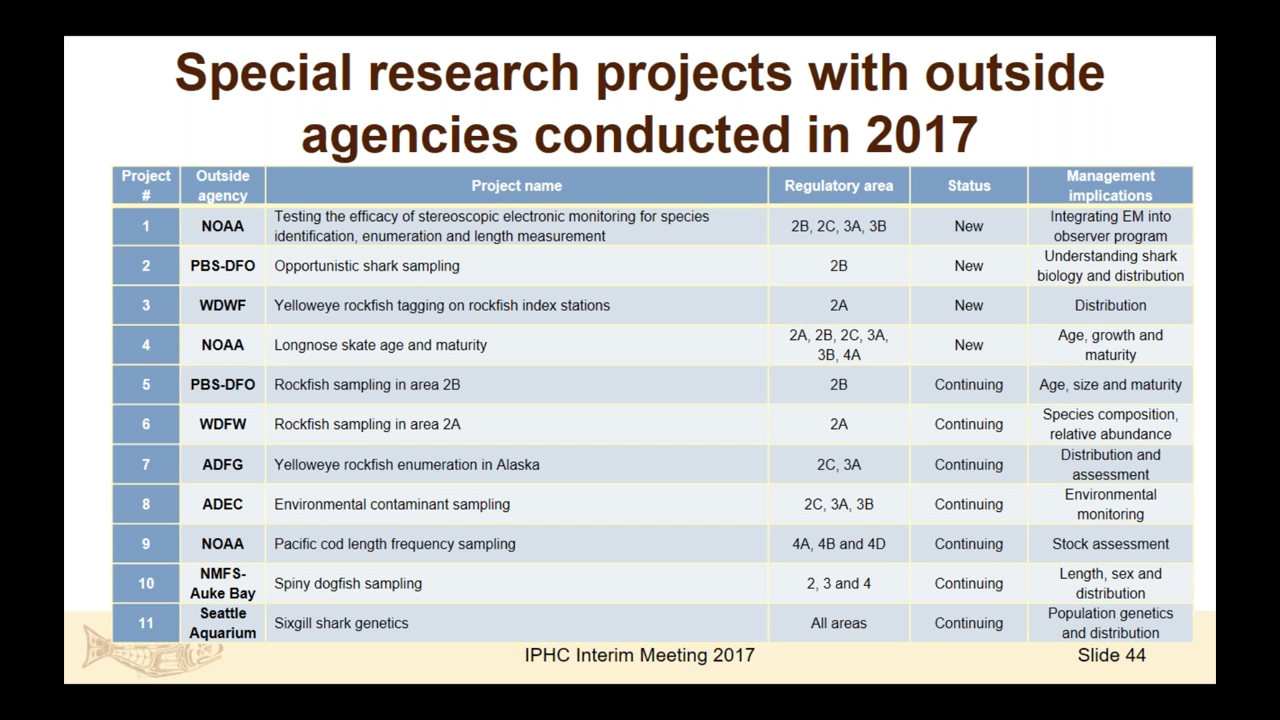 Special research projects with outside
agencies conducted in 2017
Project # | Outside agency | Project name | Regulatory area | Status | Management implications
1 | NOAA | Testing the efficacy of stereoscopic electronic monitoring for species identification, enumeration and length measurement | 2B, 2C, 3A, 3B | New | Integrating EM into observer program
2 | PBS-DFO | Opportunistic shark sampling | 2B | New | Understanding shark biology and distribution
3 | WDWF | Yelloweye rockfish tagging on rockfish index stations | 2A | New | Distribution
4 | NOAA | Longnose skate age and maturity | 2A, 2B, 2C, 3A, 3B, 4A | New | Age, growth and maturity
5 | PBS-DFO | Rockfish sampling in area 2B | 2B | Continuing | Age, size and maturity
6 | WDFW | Rockfish sampling in area 2A | 2A | Continuing | Species composition, relative abundance
7 | ADFG | Yelloweye rockfish enumeration in Alaska | 2C, 3A | Continuing | Distribution and assessment
8 | ADEC | Environmental contaminant sampling | 2C, 3A, 3B | Continuing | Environmental monitoring
9 | NOAA | Pacific cod length frequency sampling | 4A, 4B and 4D | Continuing | Stock assessment
10 | NMFS-Auke Bay | Spiny dogfish sampling | 2, 3 and 4 | Continuing | Length, sex and distribution
11 | Seattle Aquarium | Sixgill shark genetics | All areas | Continuing | Population genetics and distribution
IPHC Interim Meeting 2017
Slide 44